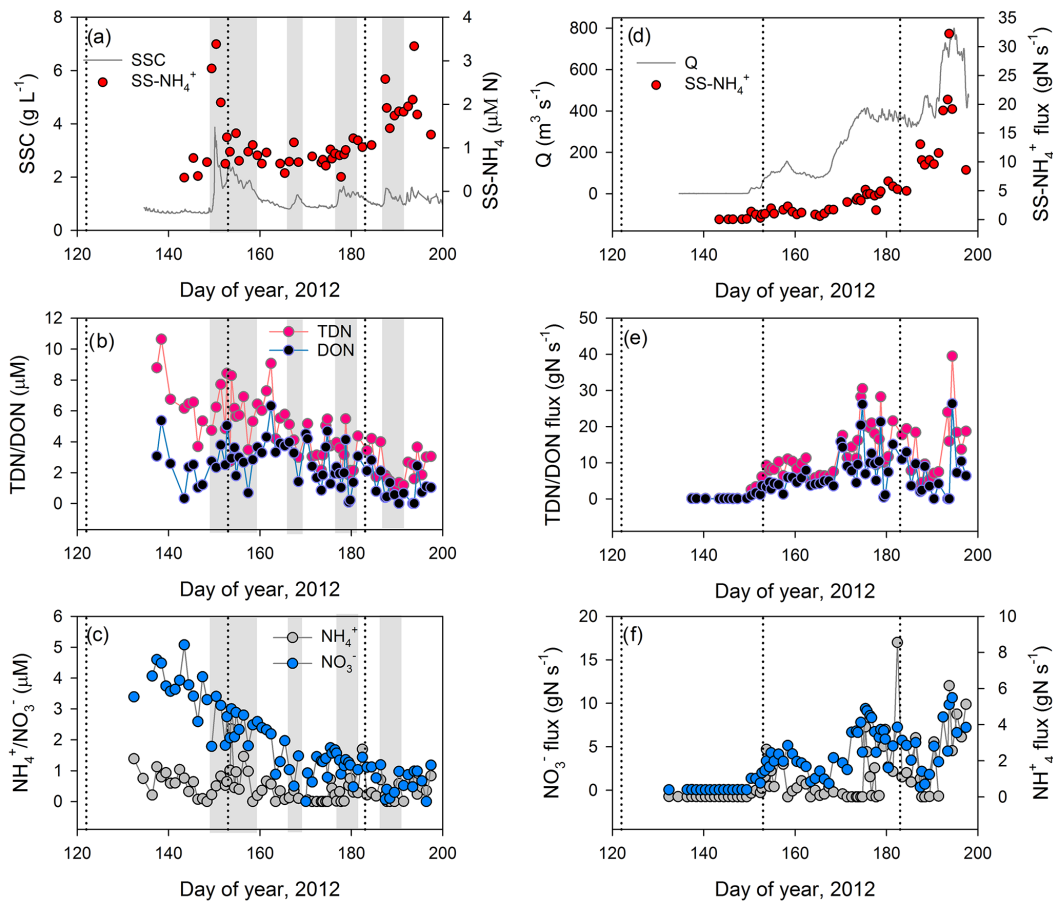 (a)
SSC
SS-NH₄⁺
8
6
4
2
0
SSC (g L⁻¹)
4
3
2
1
0
SS-NH₄⁺ (μM N)
120 140 160 180 200
Day of year, 2012
(d)
Q
SS-NH₄⁺
800
600
400
200
0
Q (m³ s⁻¹)
35
30
25
20
15
10
5
0
SS-NH₄⁺ flux (gN s⁻¹)
120 140 160 180 200
Day of year, 2012
(b)
TDN
DON
12
10
8
6
4
2
0
TDN/DON (μM)
120 140 160 180 200
Day of year, 2012
(e)
50
40
30
20
10
0
TDN/DON flux (gN s⁻¹)
120 140 160 180 200
Day of year, 2012
(c)
NH₄⁺
NO₃⁻
6
5
4
3
2
1
0
NH₄⁺/NO₃⁻ (μM)
120 140 160 180 200
Day of year, 2012
(f)
20
15
10
5
0
NO₃⁻ flux (gN s⁻¹)
10
8
6
4
2
0
NH₄⁺ flux (gN s⁻¹)
120 140 160 180 200
Day of year, 2012